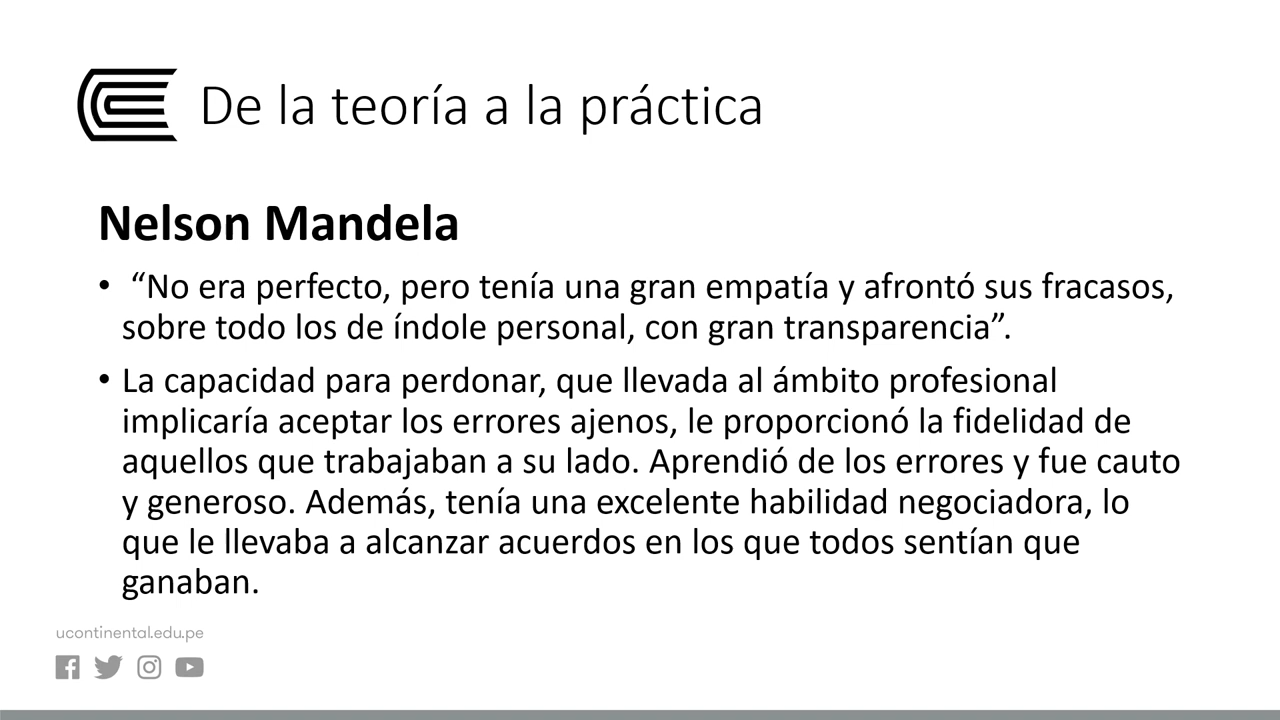 De la teoría a la práctica
Nelson Mandela
• “No era perfecto, pero tenía una gran empatía y afrontó sus fracasos,
sobre todo los de índole personal, con gran transparencia”.
• La capacidad para perdonar, que llevada al ámbito profesional
implicaría aceptar los errores ajenos, le proporcionó la fidelidad de
aquellos que trabajaban a su lado. Aprendió de los errores y fue cauto
y generoso. Además, tenía una excelente habilidad negociadora, lo
que le llevaba a alcanzar acuerdos en los que todos sentían que
ganaban.
ucontinental.edu.pe